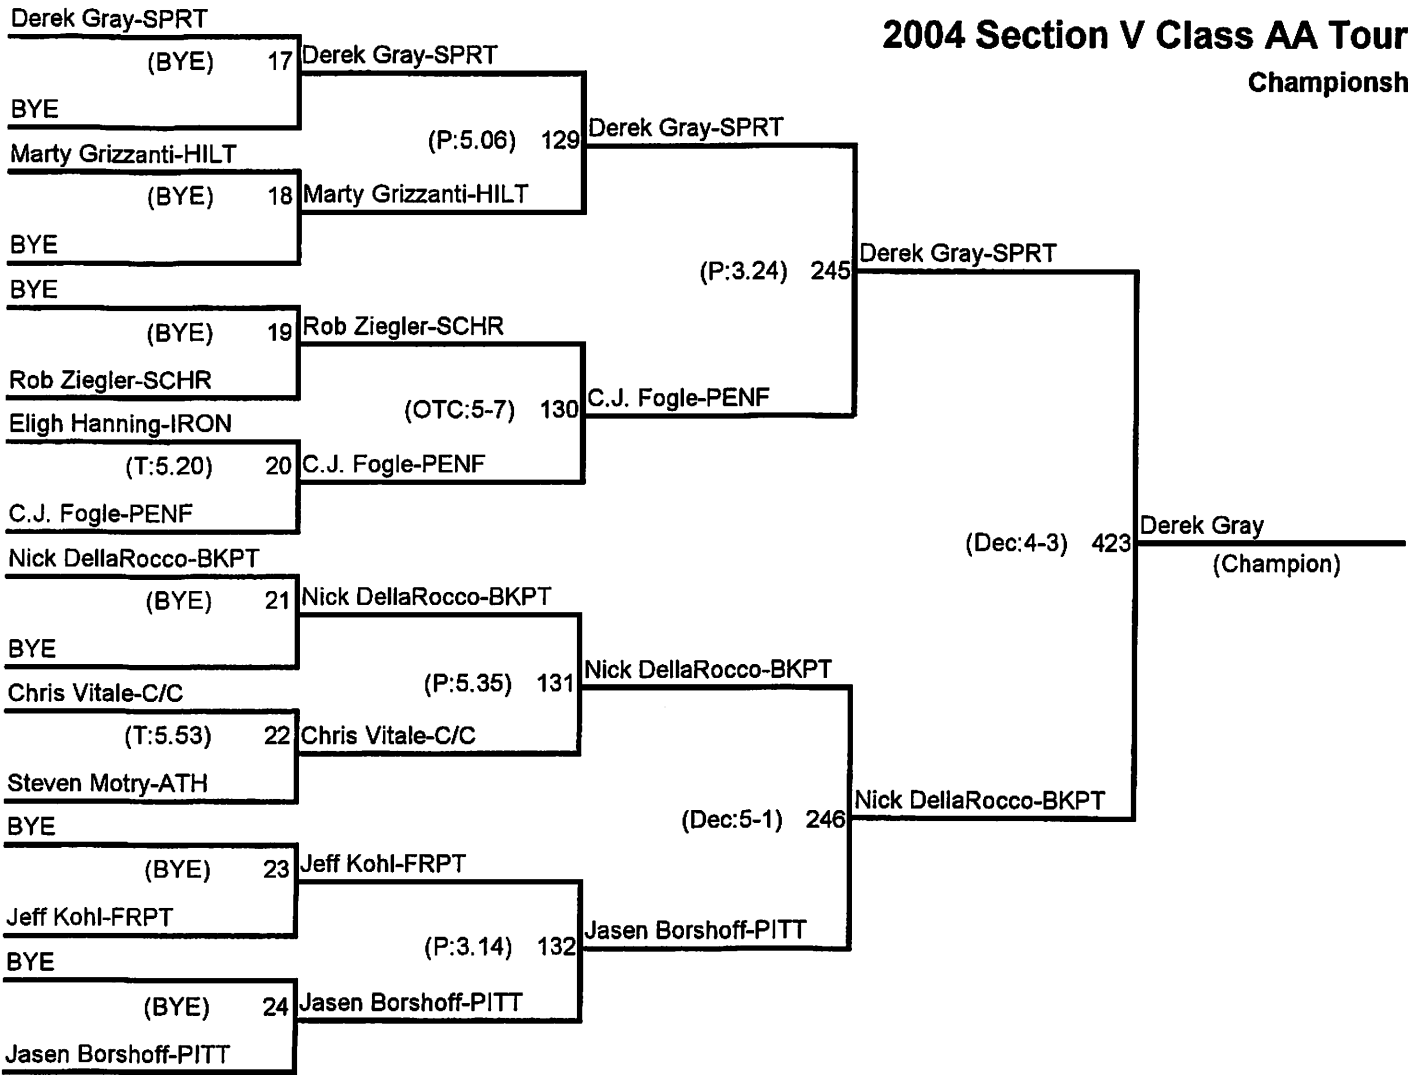 2004 Section V Class AA Tour
Championsh
Derek Gray-SPRT
(BYE) 17
BYE
Marty Grizzanti-HILT
(BYE) 18
BYE
BYE
(BYE) 19
Rob Ziegler-SCHR
Eligh Hanning-IRON
(T:5.20) 20
C.J. Fogle-PENF
Nick DellaRocco-BKPT
(BYE) 21
BYE
Chris Vitale-C/C
(T:5.53) 22
Steven Motry-ATH
BYE
(BYE) 23
Jeff Kohl-FRPT
BYE
(BYE) 24
Jasen Borshoff-PITT
Derek Gray-SPRT
(P:5.06) 129
Marty Grizzanti-HILT
Rob Ziegler-SCHR
(OTC:5-7) 130
C.J. Fogle-PENF
Nick DellaRocco-BKPT
(P:5.35) 131
Chris Vitale-C/C
Jeff Kohl-FRPT
(P:3.14) 132
Jasen Borshoff-PITT
Derek Gray-SPRT
(P:3.24) 245
C.J. Fogle-PENF
Nick DellaRocco-BKPT
(Dec:5-1) 246
Jasen Borshoff-PITT
Derek Gray-SPRT
(Dec:4-3) 423
Nick DellaRocco-BKPT
Derek Gray
(Champion)